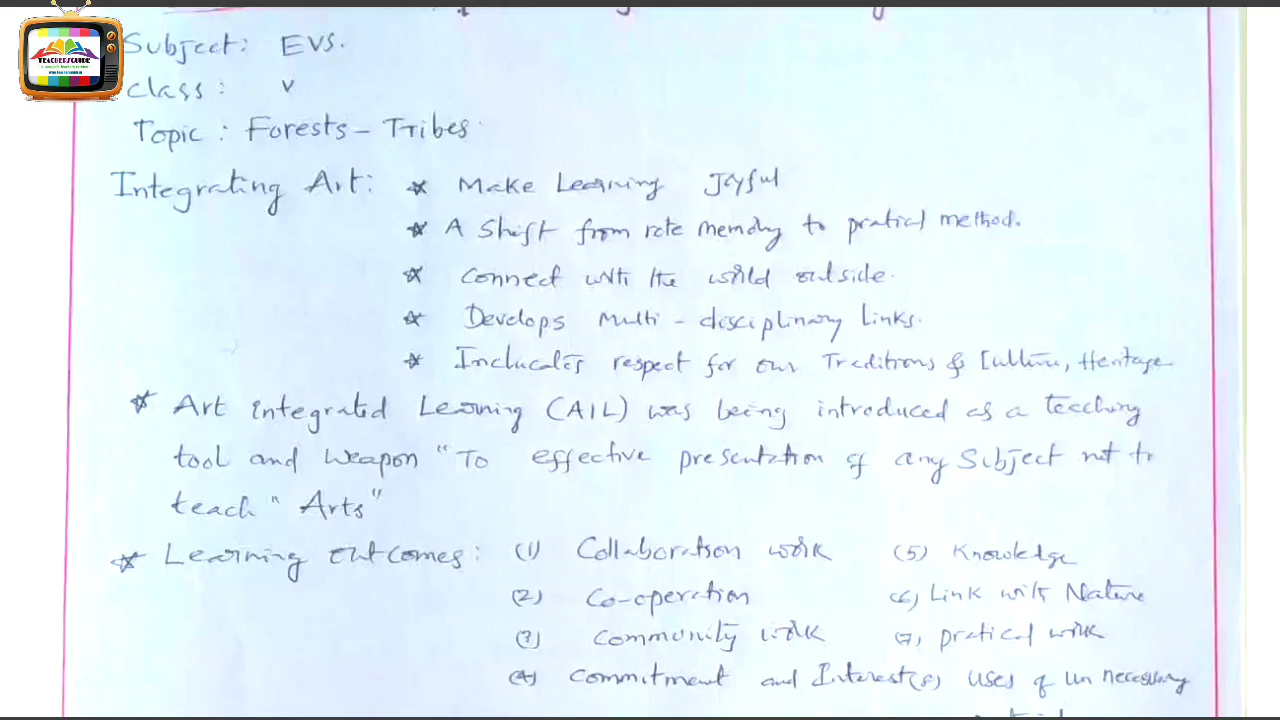 TEACHERSGUIDE
Subject: EVS.
Class: V
Topic: Forests - Tribes
Integrating Art: * Make Learning Joyful
* A Shift from rote memory to pratical method.
* Connect with the world outside.
* Develops Multi-disciplinary Links.
* Inclucates respect for our Traditions & Culture, Heritage
* Art integrated Learning (AIL) was being introduced as a teaching
tool and Weapon "To effective presentation of any Subject not to
teach "Arts"
* Learning outcomes: (1) Collaboration work (5) Knowledge
(2) Co-operation (6) Link with Nature
(3) Community work (7) pratical work
(4) Commitment and Interest(8) uses of un necessary